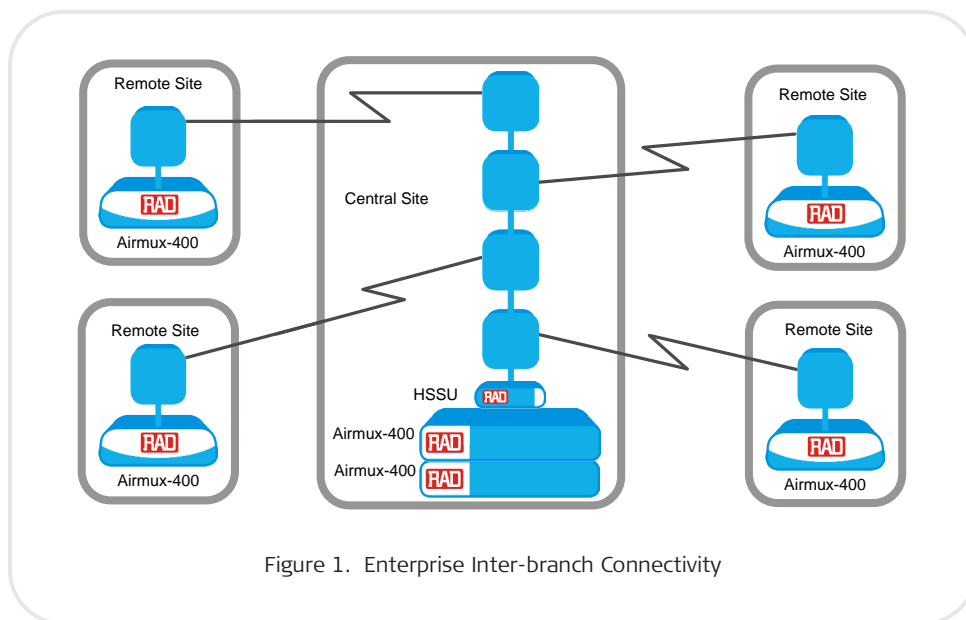 Remote Site
RAD
Airmux-400
Remote Site
RAD
Airmux-400
Central Site
HSSU
RAD
Airmux-400
RAD
Airmux-400
RAD
Remote Site
RAD
Airmux-400
Remote Site
RAD
Airmux-400
Figure 1. Enterprise Inter-branch Connectivity